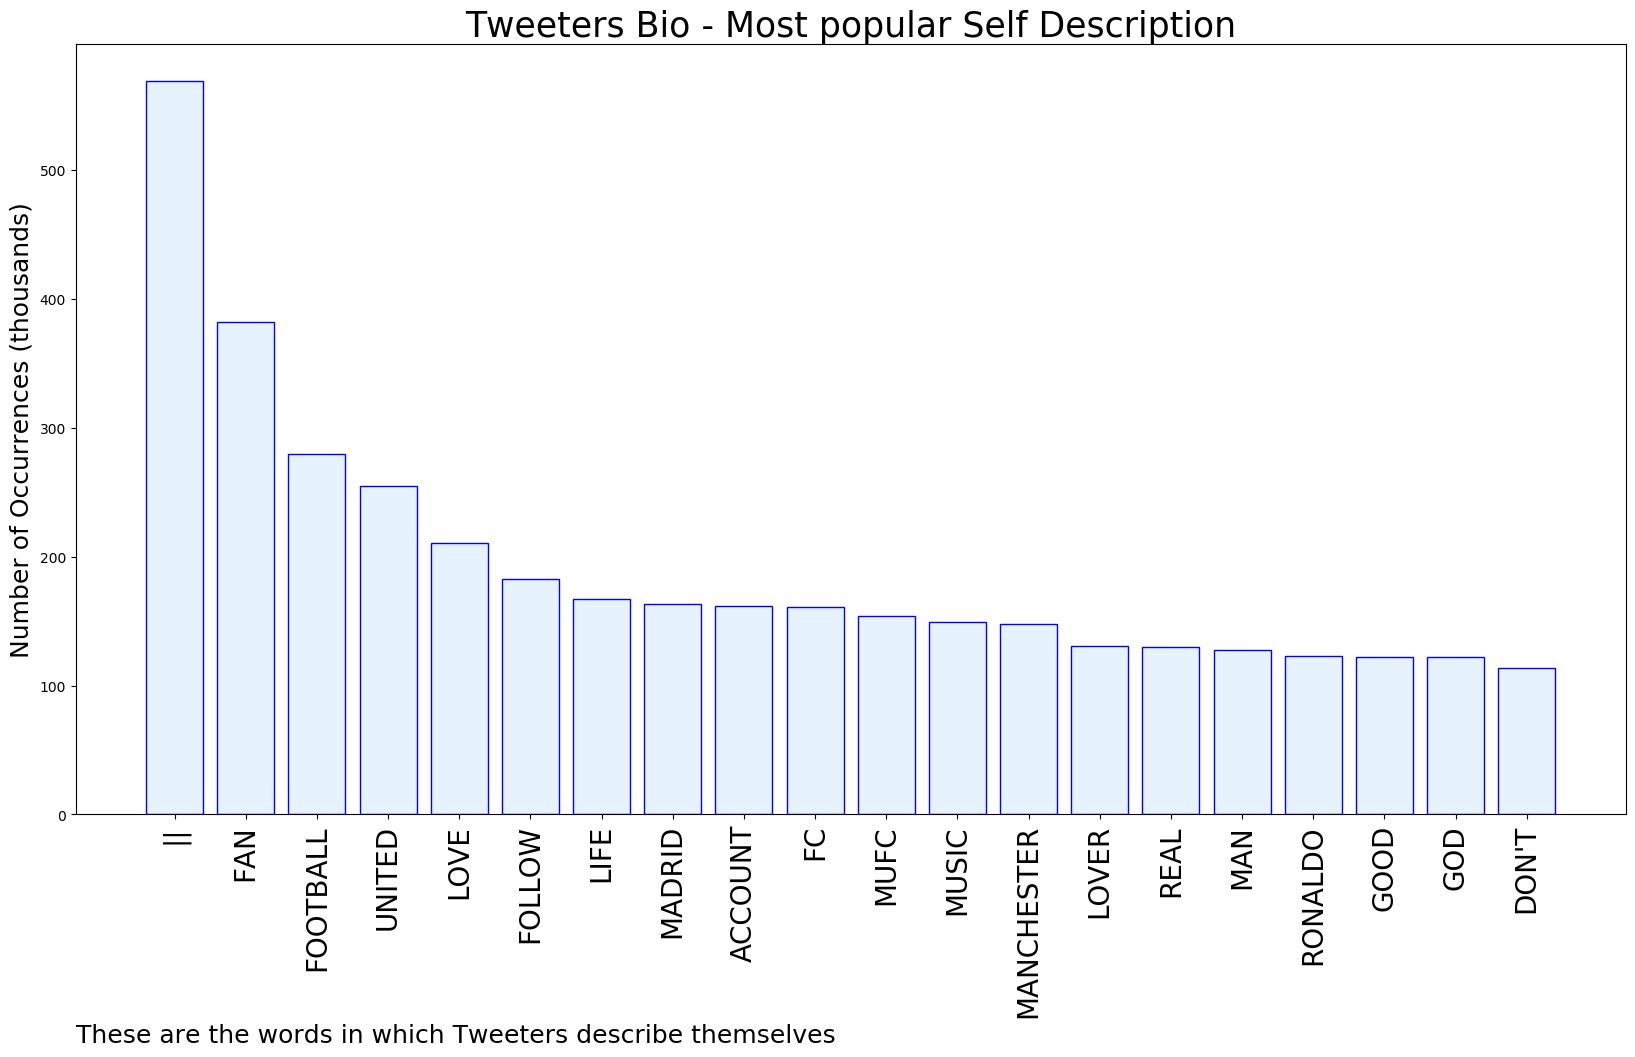 Tweeters Bio - Most popular Self Description
Number of Occurrences (thousands)
500
400
300
200
100
0
||
FAN
FOOTBALL
UNITED
LOVE
FOLLOW
LIFE
MADRID
ACCOUNT
FC
MUFC
MUSIC
MANCHESTER
LOVER
REAL
MAN
RONALDO
GOOD
GOD
DON'T
These are the words in which Tweeters describe themselves